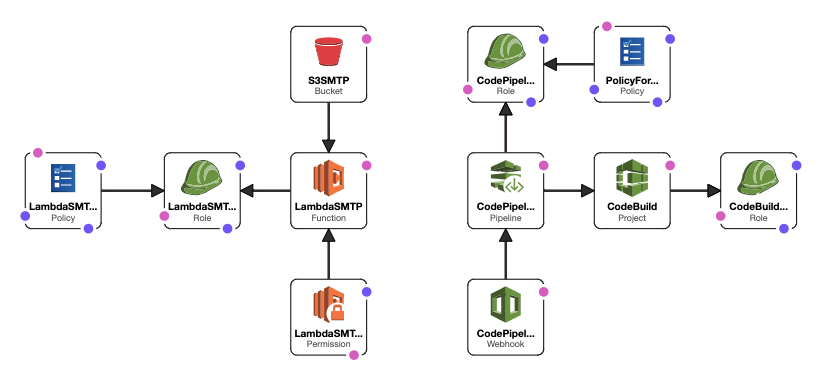 S3SMTP
Bucket
CodePipel...
Role
PolicyFor...
Policy
LambdaSMT...
Policy
LambdaSMT...
Role
LambdaSMTP
Function
CodePipel...
Pipeline
CodeBuild
Project
CodeBuild...
Role
LambdaSMT...
Permission
CodePipel...
Webhook